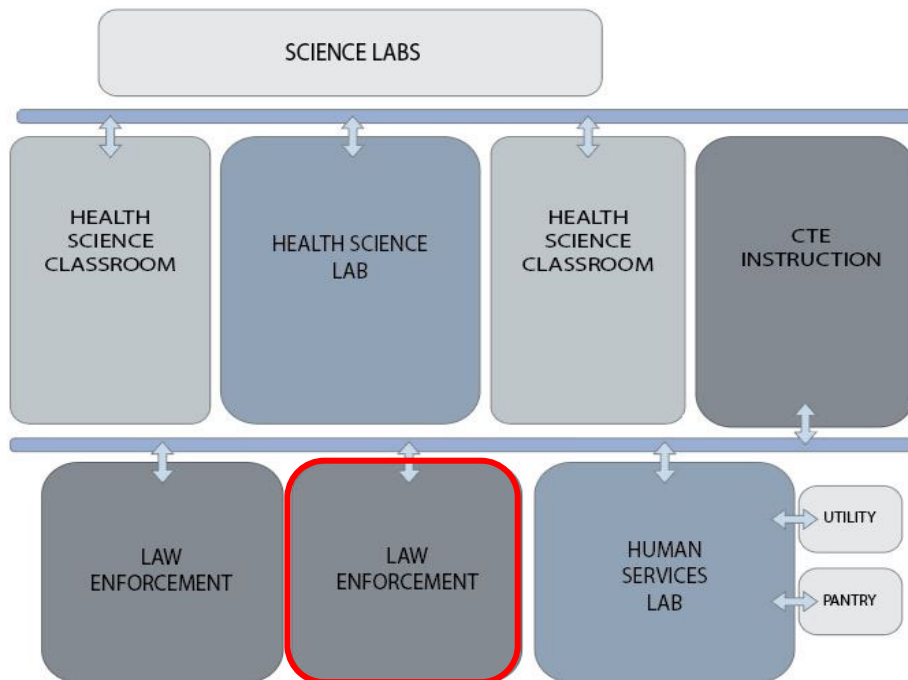 SCIENCE LABS
HEALTH
SCIENCE
CLASSROOM
HEALTH SCIENCE
LAB
HEALTH
SCIENCE
CLASSROOM
CTE
INSTRUCTION
LAW
ENFORCEMENT
LAW
ENFORCEMENT
HUMAN
SERVICES
LAB
UTILITY
PANTRY